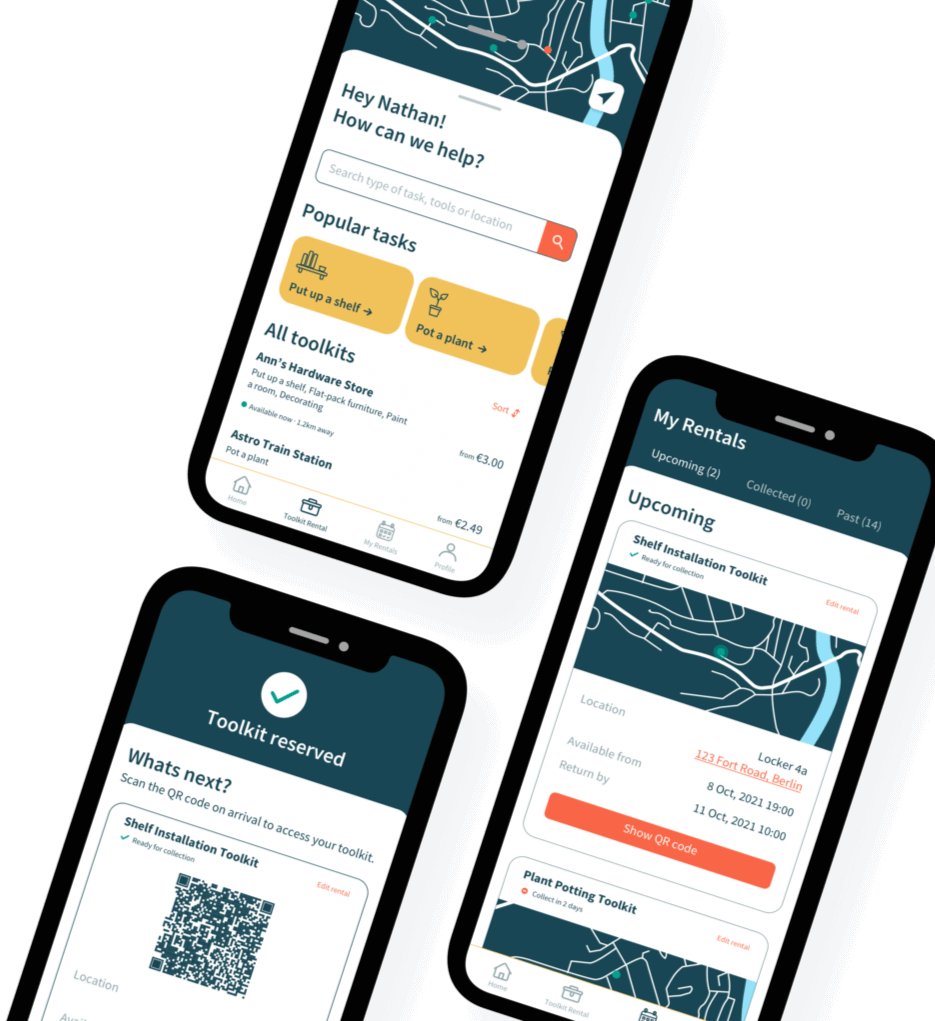 Hey Nathan!
How can we help?
Search type of task, tools or location
Popular tasks
Put up a shelf →
Pot a plant →
All toolkits
Sort
Ann's Hardware Store
Put up a shelf, Flat-pack furniture, Paint
a room, Decorating
Available now · 1.2km away
from €3.00
Astro Train Station
Pot a plant
from €2.49
Home
Toolkit Rental
My Rentals
Profile
My Rentals
Upcoming (2)
Collected (0)
Past (14)
Upcoming
Shelf Installation Toolkit
Ready for collection
Edit rental
Location
Locker 4a
123 Fort Road, Berlin
Available from
8 Oct, 2021 19:00
Return by
11 Oct, 2021 10:00
Show QR code
Plant Potting Toolkit
Collect in 2 days
Edit rental
Home
Toolkit Rental
Toolkit reserved
Whats next?
Scan the QR code on arrival to access your toolkit.
Shelf Installation Toolkit
Ready for collection
Edit rental
Location